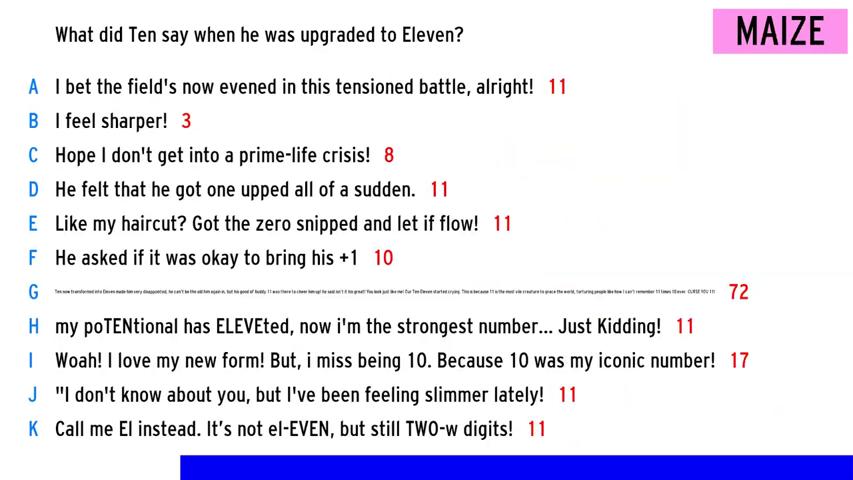 What did Ten say when he was upgraded to Eleven?
MAIZE
A I bet the field's now evened in this tensioned battle, alright! 11
B I feel sharper! 3
C Hope I don't get into a prime-life crisis! 8
D He felt that he got one upped all of a sudden. 11
E Like my haircut? Got the zero snipped and let if flow! 11
F He asked if it was okay to bring his +1 10
G Ten now transformed into Eleven made him very disappointed, he can't be the old him again in, but his good ol' buddy 11 was there to cheer him up! he said isn't it his great! You look just like me! Our Ten Eleven started crying. This is because 11 is the most vile creature to grace the world, torturing people like how I can't remember 11 times 10 ever. CURSE YOU 11! 72
H my poTENtional has ELEVEted, now i'm the strongest number... Just Kidding! 11
I Woah! I love my new form! But, i miss being 10. Because 10 was my iconic number! 17
J "I don't know about you, but I've been feeling slimmer lately! 11
K Call me El instead. It’s not el-EVEN, but still TWO-w digits! 11